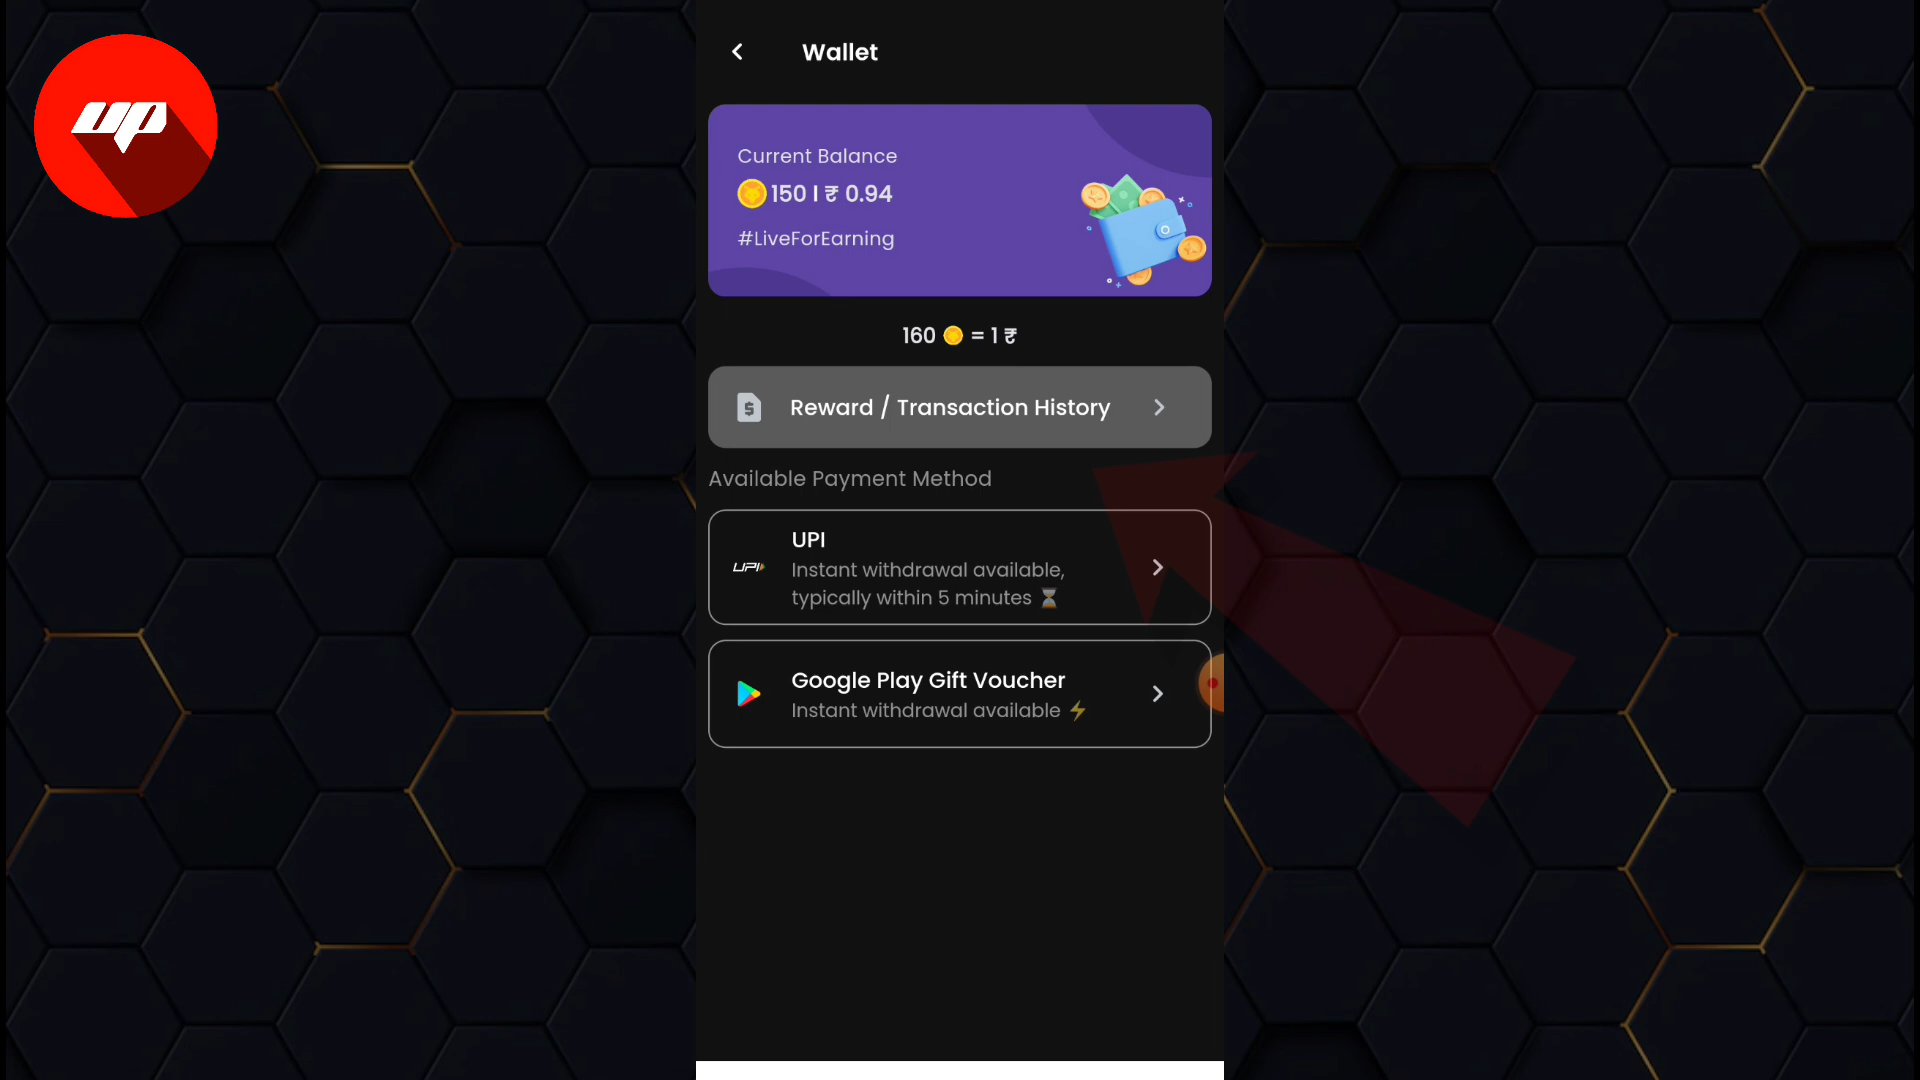 up
Wallet
Current Balance
150 | ₹ 0.94
#LiveForEarning
160 = 1 ₹
$ Reward / Transaction History
Available Payment Method
UPI
UPI
Instant withdrawal available,
typically within 5 minutes ⏳
Google Play Gift Voucher
Instant withdrawal available ⚡